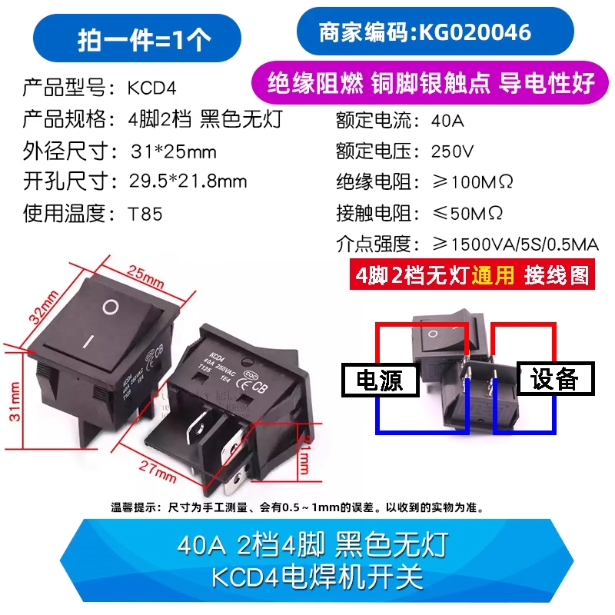 拍一件=1个
商家编码:KG020046
绝缘阻燃 铜脚银触点 导电性好
产品型号: KCD4
产品规格: 4脚2档 黑色无灯
外径尺寸: 31*25mm
开孔尺寸: 29.5*21.8mm
使用温度: T85
额定电流: 40A
额定电压: 250V
绝缘电阻: ≥100MΩ
接触电阻: ≤50MΩ
介点强度: ≥1500VA/5S/0.5MA
4脚2档无灯通用 接线图
25mm
32mm
31mm
27mm
KCD4
40A 250VAC
T125 1E4
CQC CE CB
电源
设备
温馨提示: 尺寸为手工测量、会有0.5~1mm的误差。以收到的实物为准。
40A 2档4脚 黑色无灯
KCD4电焊机开关